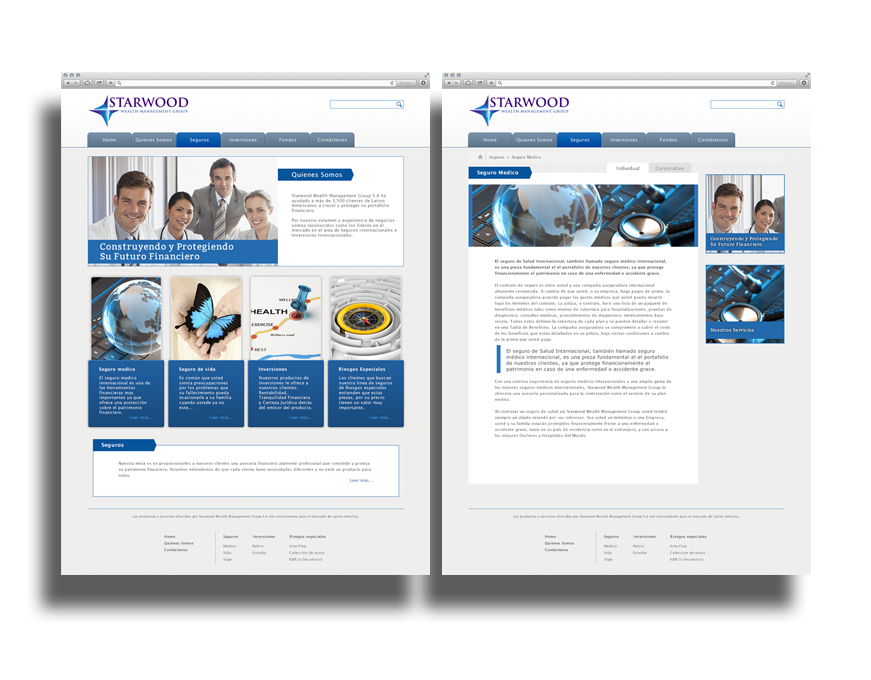 STARWOOD
WEALTH MANAGEMENT GROUP
Home
Quienes Somos
Seguros
Inversiones
Fondos
Contáctenos
Quienes Somos
Starwood Wealth Management Group S.A ha
ayudado a más de 3,500 clientes de Latino
Americanos a crecer y proteger su portafolio
financiero.
Por nuestro volumen y experiencia de negocios
somos reconocidos como los líderes en el
mercado en el area de Seguros internacionales e
Inversiones Internacionales.
Construyendo y Protegiendo
Su Futuro Financiero
WELL
HEALTH
EXERCISE
Wellness road
REST
Seguro medico
El seguro medico
internacional es una de
las herramientas
financieras mas
importantes ya que
ofrece una protección
sobre el patrimonio
financiero.
Leer más...
Seguro de vida
Es común que usted
sienta preocupaciones
por los problemas que
su fallecimiento pueda
ocasionarle a su familia
cuando ustede ya no
este...
Leer más...
Inversiones
Nuestros productos de
Inversiones le ofrece a
nuestros clientes:
Rentabilidad,
Tranquilidad Financiera
y Certeza Jurídica detrás
del emisor del producto.
Leer más...
Riesgos Especiales
Los clientes que buscan
nuestra linea de seguro
de Riesgos especiales
entienden que estas
piezas, por su precio
tienen un valor muy
importante.
Leer más...
Seguros
Nuestra meta es en proporcionarles a nuestros clientes una asesoría financiera altamente profesional que consolide y proteja
su patrimonio financiero. Nosotros entendemos de que cada cliente tiene necesidades diferentes y no exite un producto para
todos.
Leer más...
Los productos y servicios ofrecidos por Starwood Wealth Management Group S.A son estrictamente para el mercado de Latino America.
Home
Quienes Somos
Contáctenos
Seguros
Medico
Vida
Viaje
Inversiones
Retiro
Estudio
Riesgos especiales
Arte Fina
Coleccion de autos
K&R (o Secuestro)
STARWOOD
WEALTH MANAGEMENT GROUP
Home
Quienes Somos
Seguros
Inversiones
Fondos
Contáctenos
Seguros > Seguro Medico
Seguro Medico
Individual
Corporativo
El seguro de Salud Internacional, también llamado seguro médico internacional,
es una pieza fundamental el el portafolio de nuestros clientes, ya que protege
financieramente el patrimonio en caso de una enfermedad o accidente grave.
El contrato de seguro es entre usted y una compañía aseguradora internacional
altamente reconocida. A cambio de que usted, o su empresa, haga pagos de prima, la
compañía aseguradora acuerda pagar los gastos médicos que usted pueda incurrir
bajo los términos del contrato. La póliza, o contrato, hace una lista de un paquete de
beneficios médicos tales como montos de cobertura para hospitalizaciones, pruebas de
diagnóstico, consultas médicas, procedimientos de diagnóstico, medicamentos bajo
receta. Todos estos definen la cobertura de cada plan y se pueden detallar o resumir
en una Tabla de Beneficios. La compañía aseguradora se compromete a cubrir el costo
de los beneficios que están detallados en su póliza, bajo ciertas condiciones a cambio
de la prima que usted paga.
El seguro de Salud Internacional, también llamado seguro
médico internacional, es una pieza fundamental el el portafolio
de nuestros clientes, ya que protege financieramente el
patrimonio en caso de una enfermedad o accidente grave.
Con una extensa experiencia en seguros médicos internacionales y una amplia gama de
los mejores seguros médicos internacionales, Starwood Wealth Management Group le
ofrecera una asesoría personalizada para la contratación como el servicio de su plan
medico.
Al contratar un seguro de salud via Starwood Wealth Management Group usted tendrá
siempre un aliado velando por sus intereses. Sea usted un Individuo o una Empresa,
usted y su familia estarán protegidos financieramente frente a una enfermedad o
accidente grave, tanto en su país de residencia como en el extranjero, y con acceso a
los mejores Doctores y Hospitales del Mundo.
Construyendo y Protegiendo
Su Futuro Financiero
Nuestros Servicios
Los productos y servicios ofrecidos por Starwood Wealth Management Group S.A son estrictamente para el mercado de Latino America.
Home
Quienes Somos
Contáctenos
Seguros
Medico
Vida
Viaje
Inversiones
Retiro
Estudio
Riesgos especiales
Arte Fina
Coleccion de autos
K&R (o Secuestro)